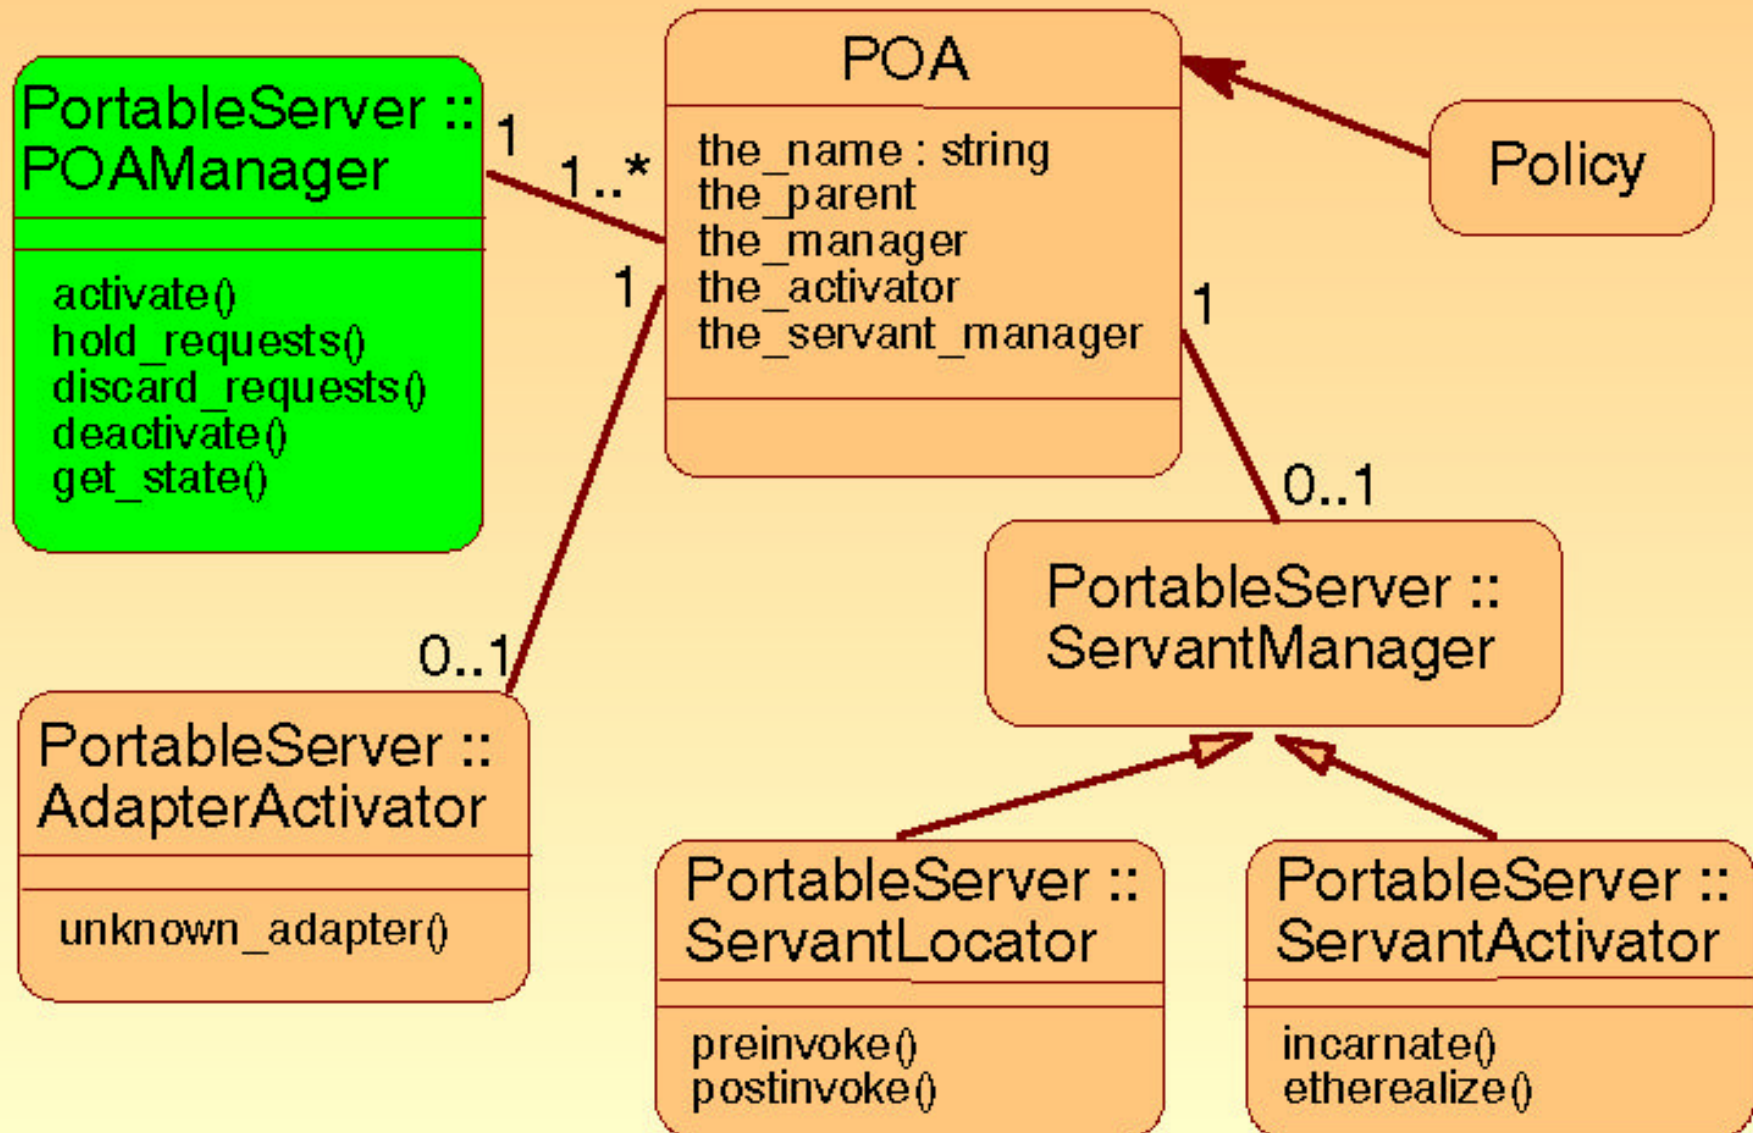 PortableServer ::
POAManager
activate()
hold_requests()
discard_requests()
deactivate()
get_state()
1
1..*
POA
the_name : string
the_parent
the_manager
the_activator
the_servant_manager
Policy
1
0..1
1
0..1
PortableServer ::
AdapterActivator
unknown_adapter()
PortableServer ::
ServantManager
PortableServer ::
ServantLocator
preinvoke()
postinvoke()
PortableServer ::
ServantActivator
incarnate()
etherealize()